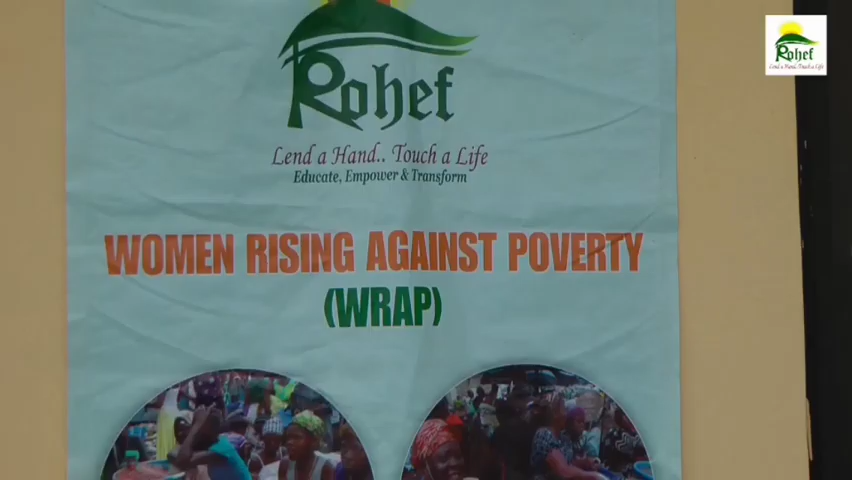 Rohef
Lend a Hand.. Touch a Life
Educate, Empower & Transform
WOMEN RISING AGAINST POVERTY
(WRAP)
Rohef
Lend a Hand.. Touch a Life